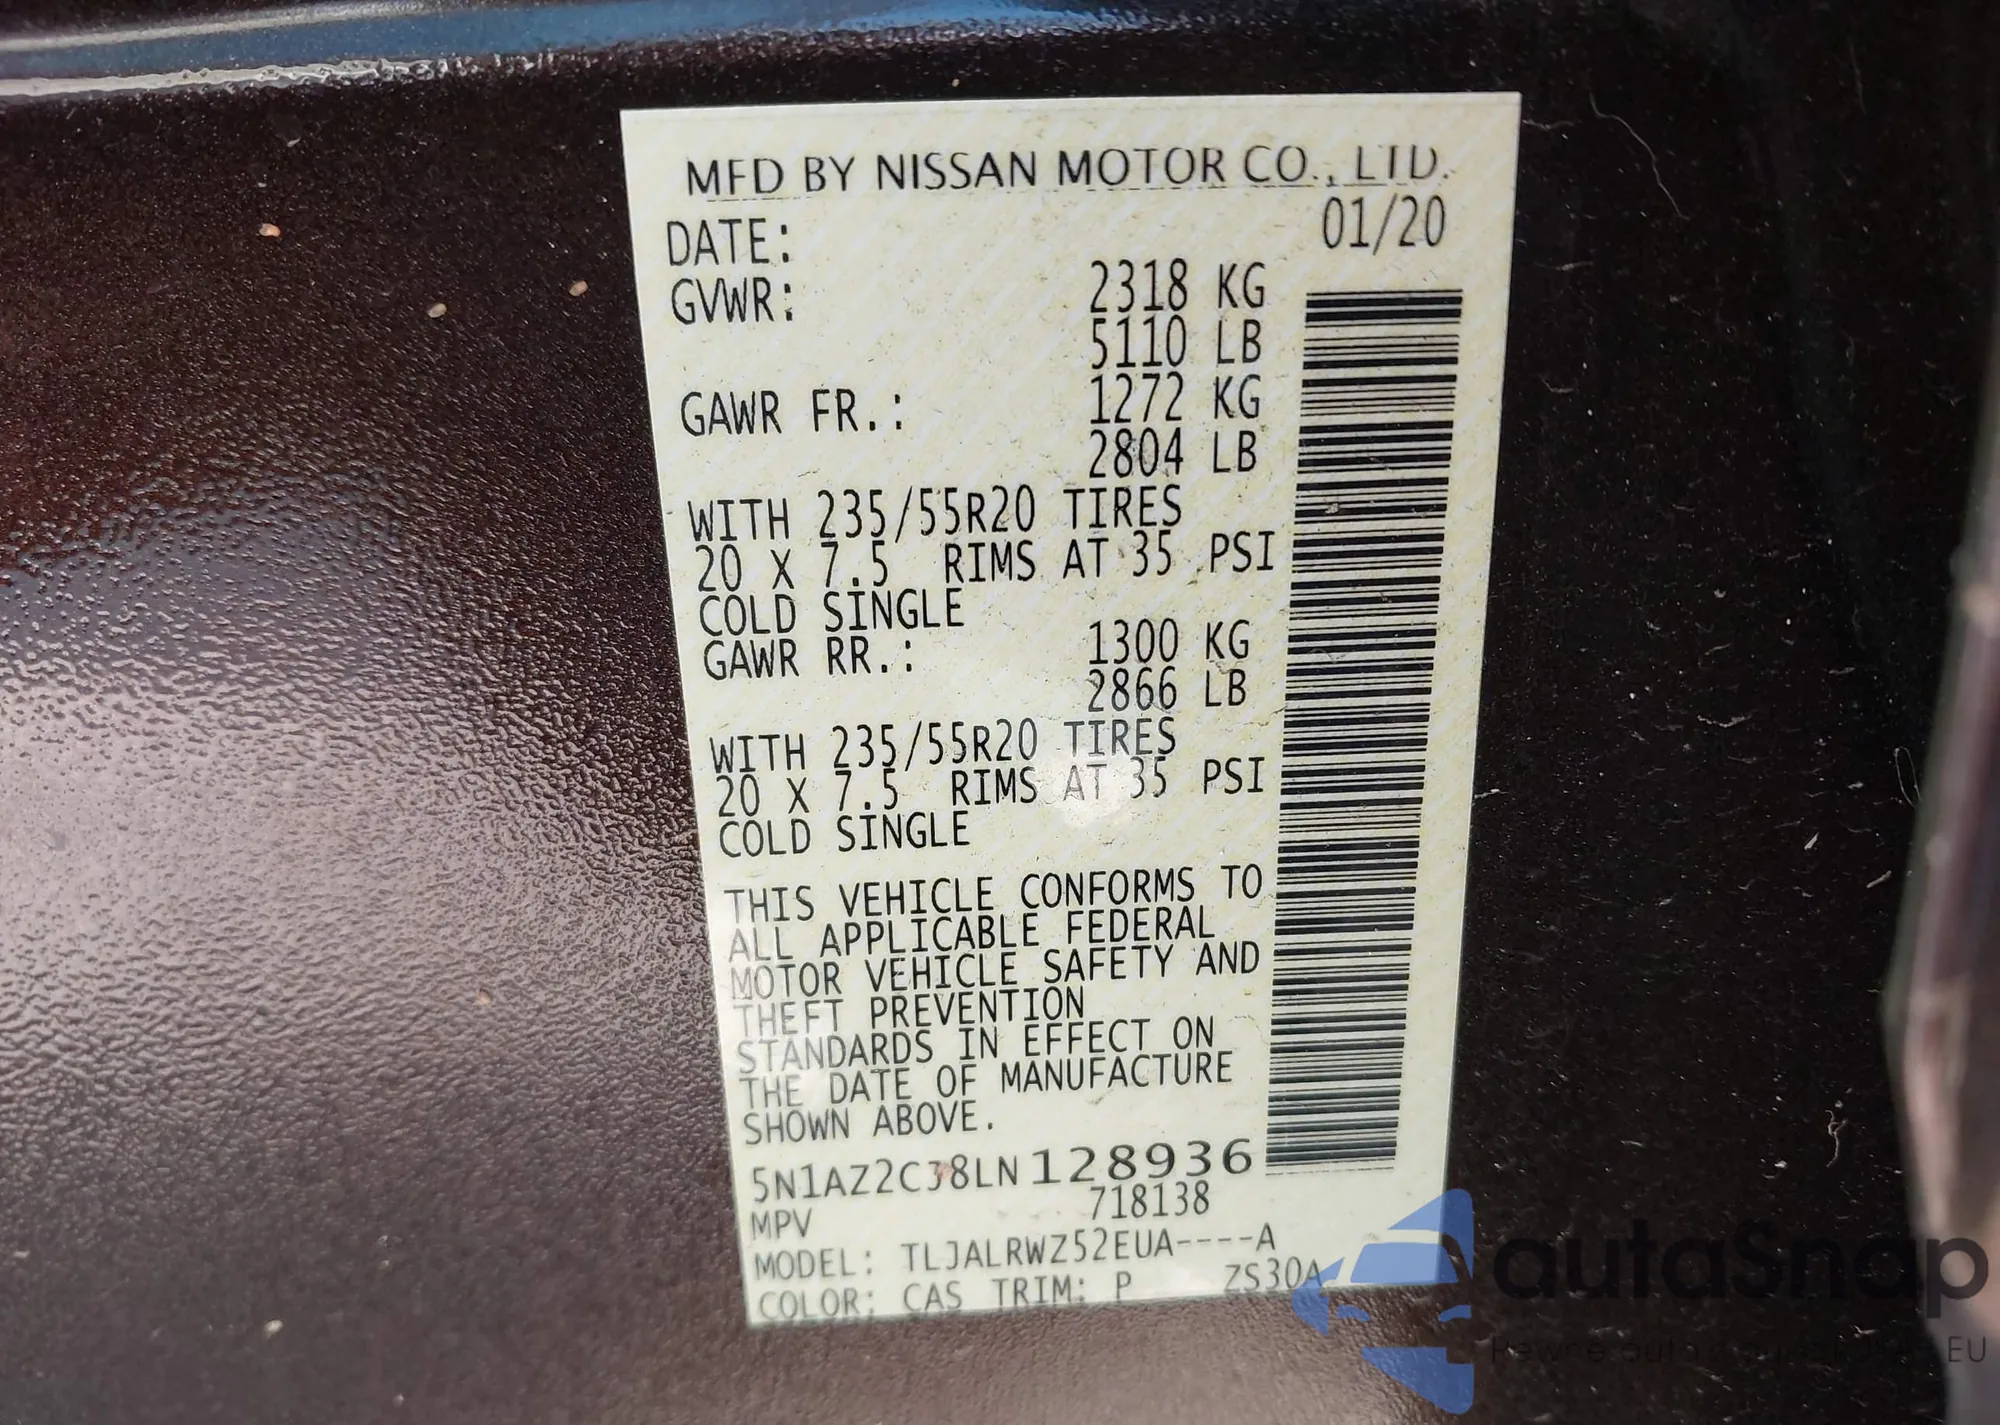 MFD BY NISSAN MOTOR CO., LTD.
DATE: 01/20
GVWR: 2318 KG
5110 LB
GAWR FR.: 1272 KG
2804 LB
WITH 235/55R20 TIRES
20 X 7.5 RIMS AT 35 PSI
COLD SINGLE
GAWR RR.: 1300 KG
2866 LB
WITH 235/55R20 TIRES
20 X 7.5 RIMS AT 35 PSI
COLD SINGLE
THIS VEHICLE CONFORMS TO
ALL APPLICABLE FEDERAL
MOTOR VEHICLE SAFETY AND
THEFT PREVENTION
STANDARDS IN EFFECT ON
THE DATE OF MANUFACTURE
SHOWN ABOVE.
5N1AZ2CJ8LN128936
MPV 718138
MODEL: TLJALRWZ52EUA----A
COLOR: CAS TRIM: P ZS30A
autaSnap
EU